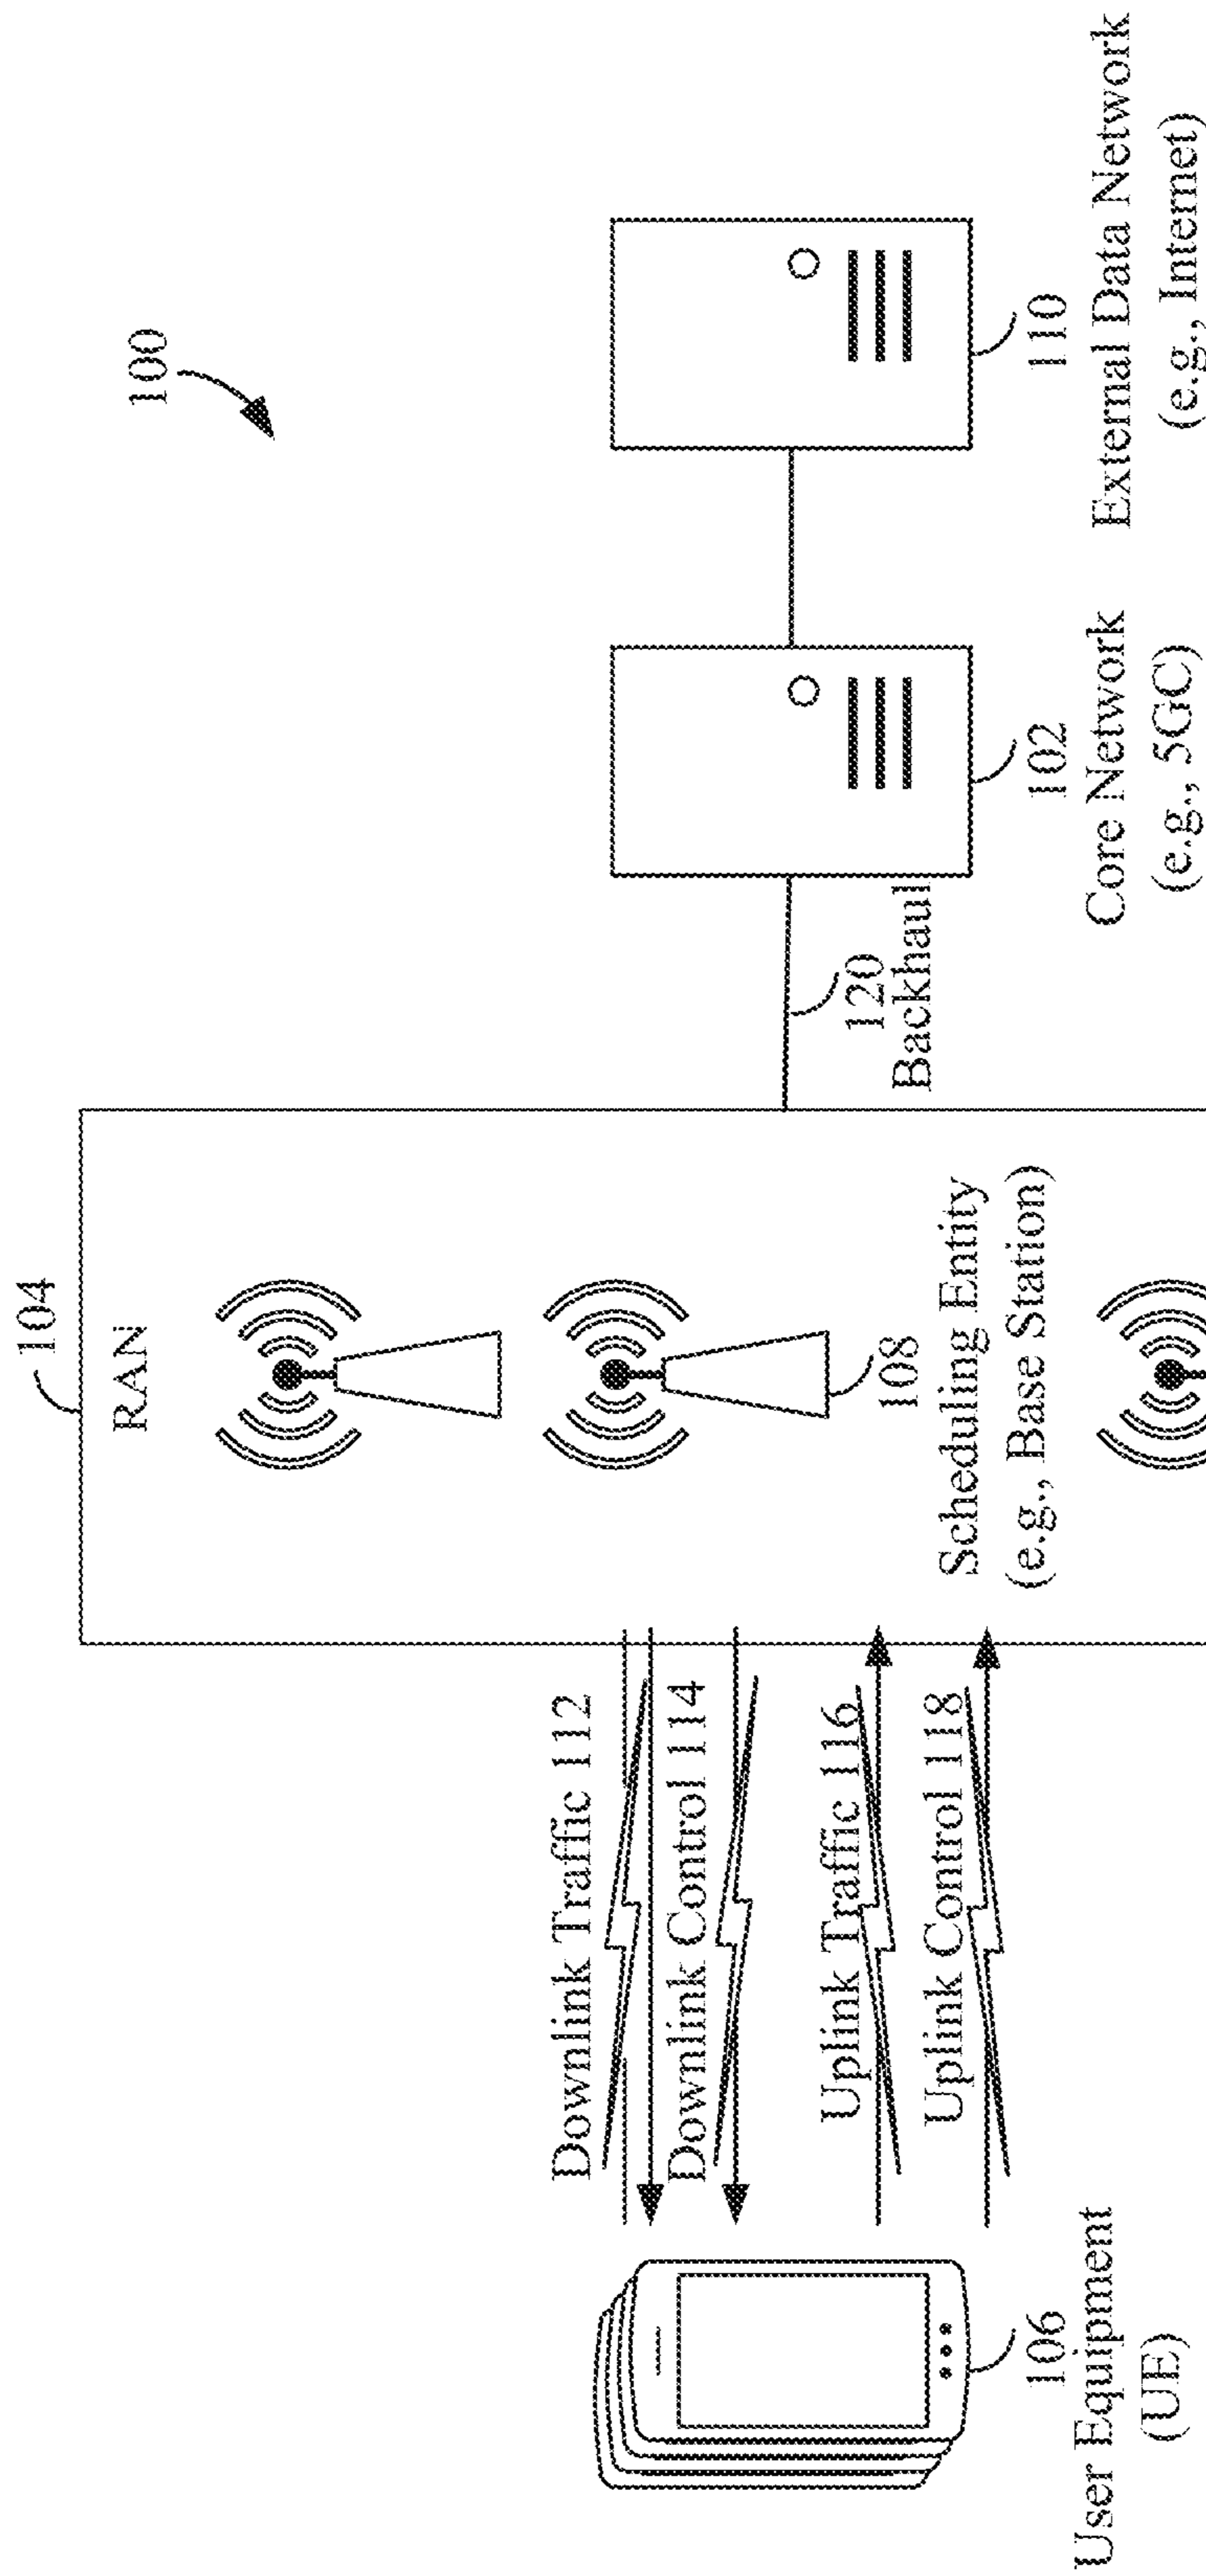 100
104
RAN
Downlink Traffic 112
Downlink Control 114
Uplink Traffic 116
Uplink Control 118
108
Scheduling Entity
(e.g., Base Station)
120
Backhaul
106
User Equipment
(UE)
102
Core Network
(e.g., 5GC)
110
External Data Network
(e.g., Internet)